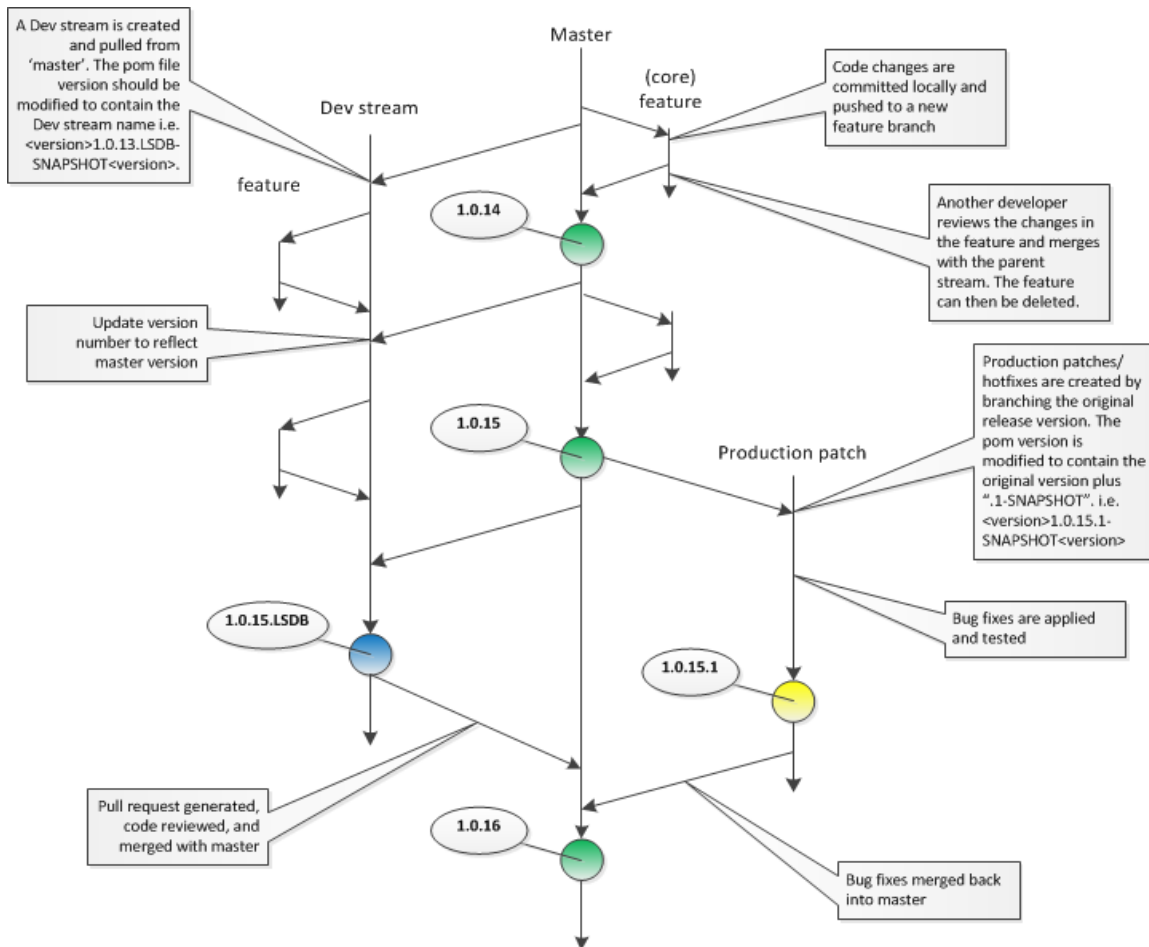 A Dev stream is created
and pulled from
‘master’. The pom file
version should be
modified to contain the
Dev stream name i.e.
<version>1.0.13.LSDB-
SNAPSHOT<version>.
Master
(core)
feature
Code changes are
committed locally and
pushed to a new
feature branch
Dev stream
feature
1.0.14
Another developer
reviews the changes in
the feature and merges
with the parent
stream. The feature
can then be deleted.
Update version
number to reflect
master version
Production patches/
hotfixes are created by
branching the original
release version. The
pom version is
modified to contain the
original version plus
“.1-SNAPSHOT”. i.e.
<version>1.0.15.1-
SNAPSHOT<version>
1.0.15
Production patch
1.0.15.LSDB
Bug fixes are applied
and tested
1.0.15.1
Pull request generated,
code reviewed, and
merged with master
1.0.16
Bug fixes merged back
into master